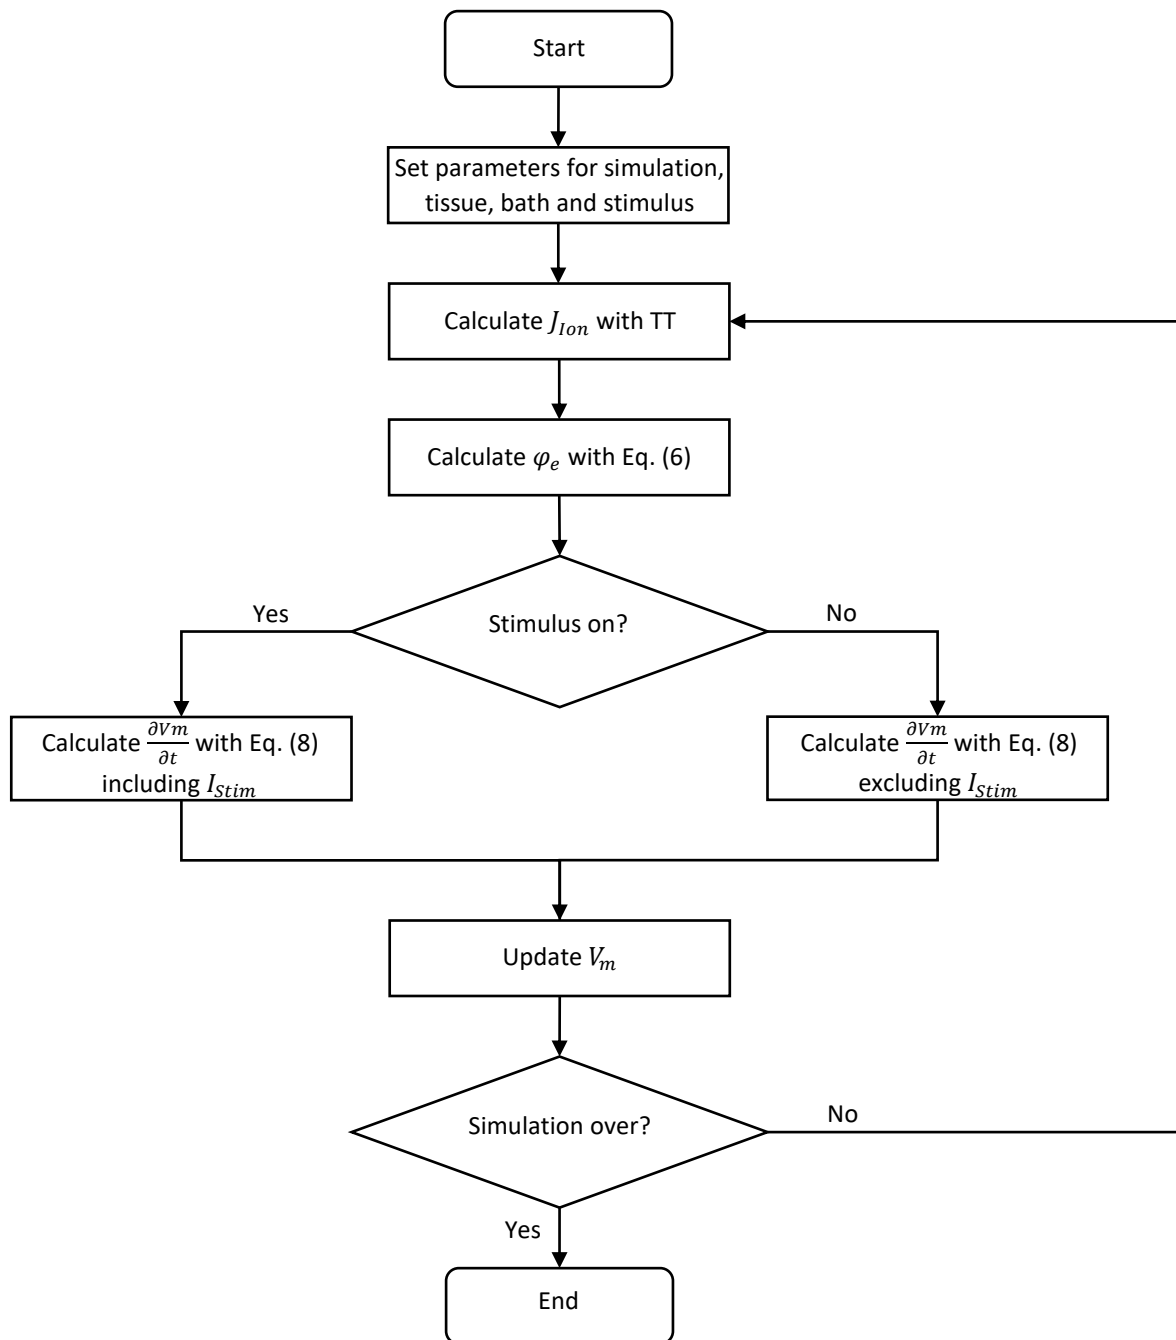 Start
Set parameters for simulation,
tissue, bath and stimulus
Calculate J_Ion with TT
Calculate φ_e with Eq. (6)
Stimulus on?
Yes
No
Calculate ∂Vm/∂t with Eq. (8)
including I_Stim
Calculate ∂Vm/∂t with Eq. (8)
excluding I_Stim
Update V_m
Simulation over?
No
Yes
End